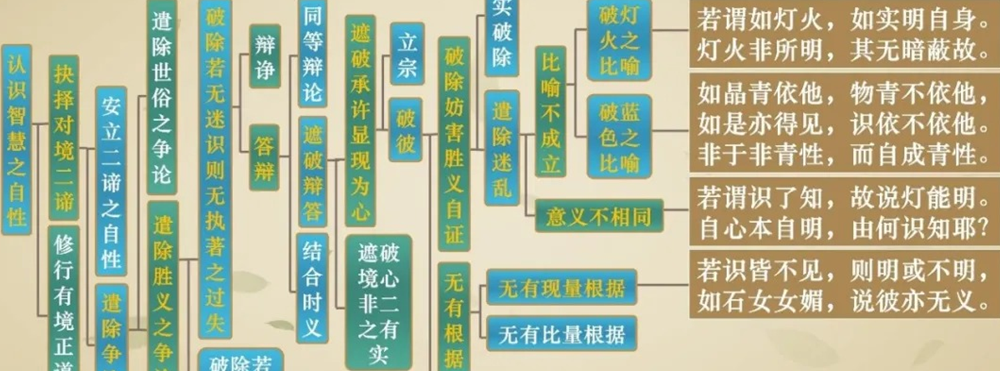 认识智慧之自性
抉择对境二谛
修行有境正道
安立二谛之自性
遣除争
遣除世俗之争论
遣除胜义之争
破除若无迷识则无执著之过失
破除若
辩诤
答辩
同等辩论
遮破辩答
结合时义
遮破承许显现为心
遮破
境心
非二
之有
实
立宗
破彼
破除妨害胜义自证
无有根据
实破除
遣除迷乱
比喻不成立
意义不相同
破灯
火之
比喻
破蓝
色之
比喻
无有现量根据
无有比量根据
若谓如灯火，如实明自身。
灯火非所明，其无暗蔽故。
如晶青依他，物青不依他，
如是亦得见，识依不依他。
非于非青性，而自成青性。
若谓识了知，故说灯能明。
自心本自明，由何识知耶？
若识皆不见，则明或不明，
如石女女媚，说彼亦无义。